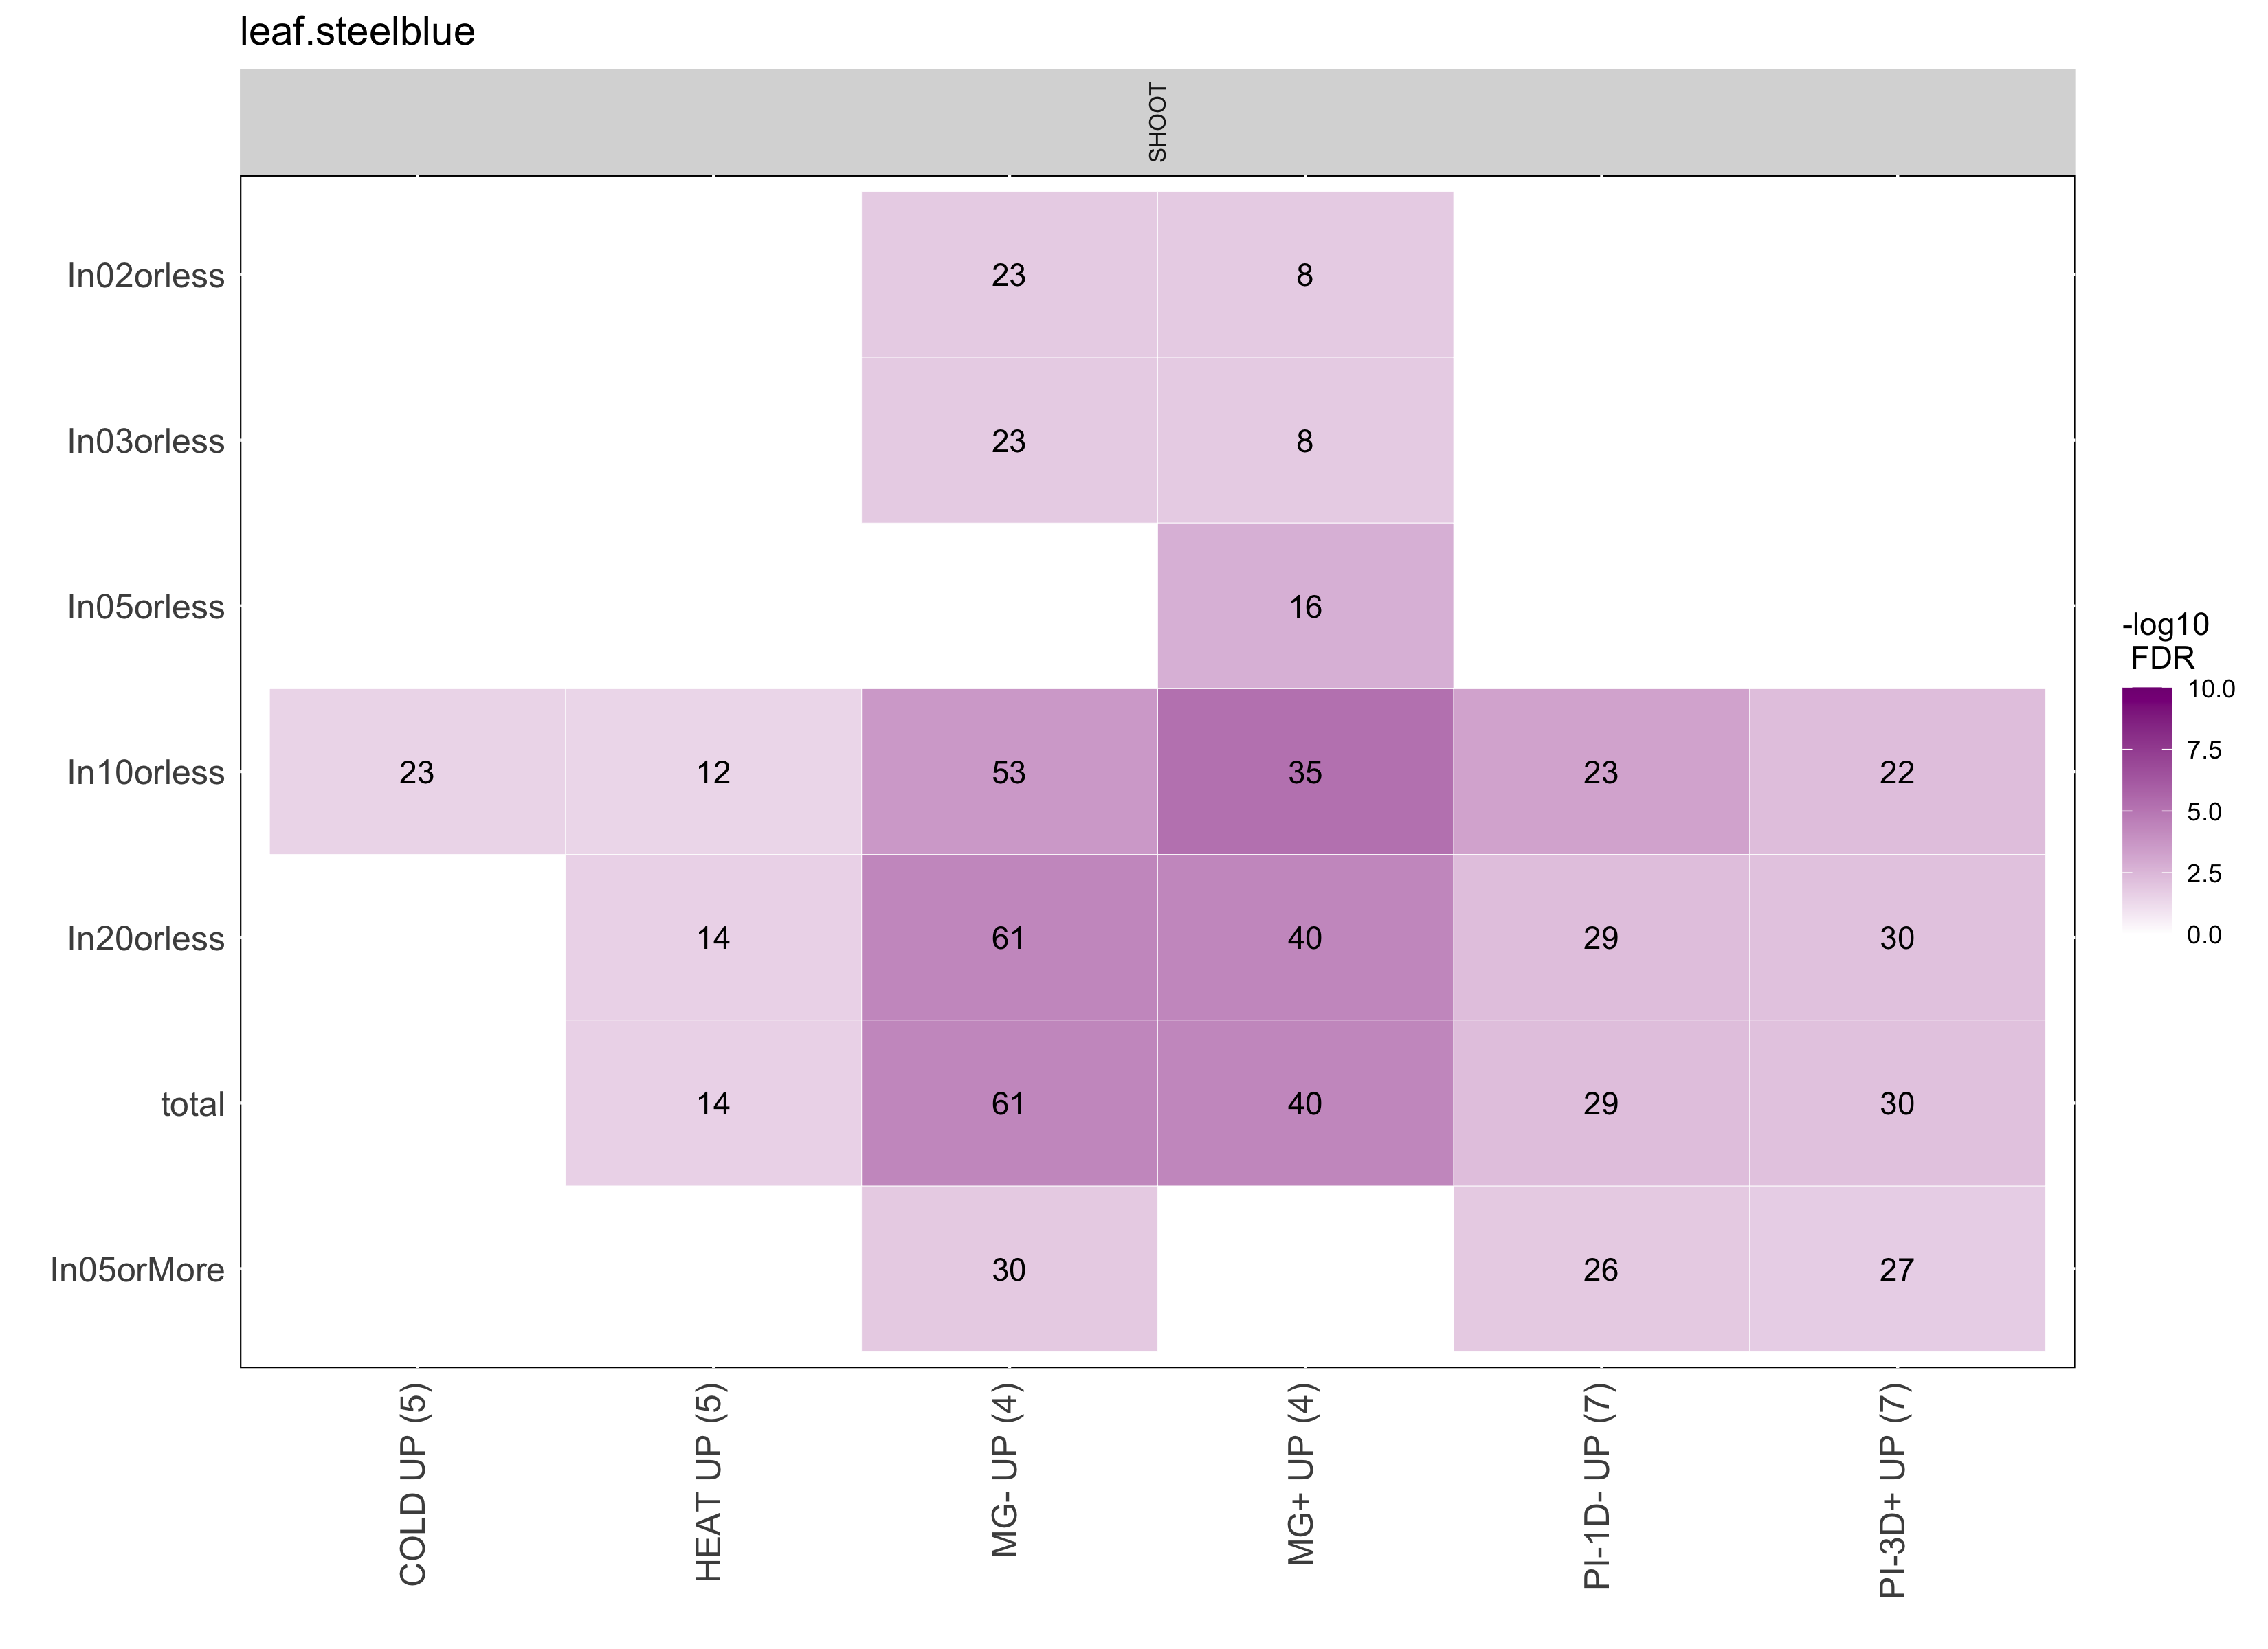 leaf.steelblue
SHOOT
In02orless
23
8
In03orless
23
8
In05orless
16
In10orless
23
12
53
35
23
22
In20orless
14
61
40
29
30
total
14
61
40
29
30
In05orMore
30
26
27
COLD UP (5)
HEAT UP (5)
MG- UP (4)
MG+ UP (4)
PI-1D- UP (7)
PI-3D+ UP (7)
-log10
FDR
10.0
7.5
5.0
2.5
0.0